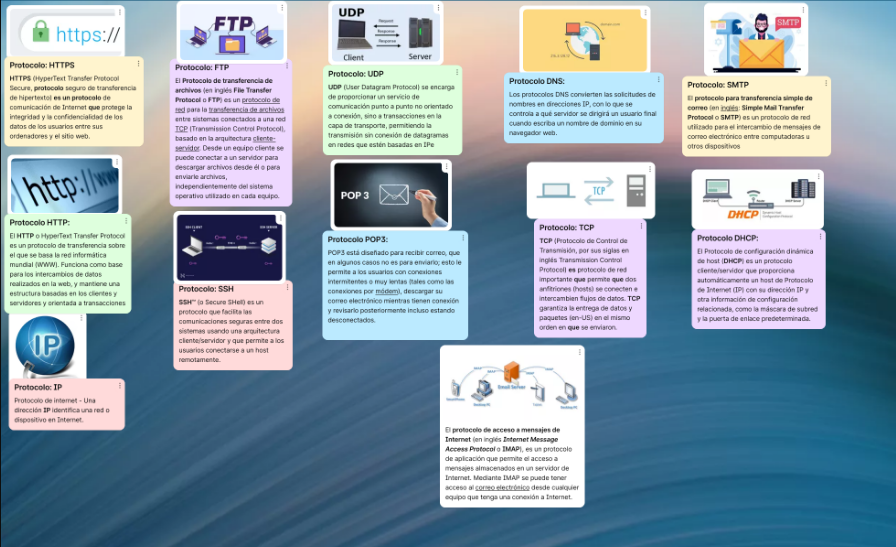 https://
Protocolo: HTTPS
HTTPS (HyperText Transfer Protocol
Secure, protocolo seguro de transferencia
de hipertexto) es un protocolo de
comunicación de Internet que protege la
integridad y la confidencialidad de los
datos de los usuarios entre sus
ordenadores y el sitio web.
http://www
Protocolo HTTP:
El HTTP o HyperText Transfer Protocol
es un protocolo de transferencia sobre
el que se basa la red informática
mundial (WWW). Funciona como base
para los intercambios de datos
realizados en la web, y mantiene una
estructura basadas en los clientes y
servidores y orientada a transacciones
IP
Protocolo: IP
Protocolo de internet - Una
dirección IP identifica una red o
dispositivo en Internet.
FTP
Protocolo: FTP
El Protocolo de transferencia de
archivos (en inglés File Transfer
Protocol o FTP) es un protocolo de
red para la transferencia de archivos
entre sistemas conectados a una red
TCP (Transmission Control Protocol),
basado en la arquitectura cliente-
servidor. Desde un equipo cliente se
puede conectar a un servidor para
descargar archivos desde él o para
enviarle archivos,
independientemente del sistema
operativo utilizado en cada equipo.
SSH CLIENT
SSH SERVER
Protocolo: SSH
SSH™ (o Secure SHell) es un
protocolo que facilita las
comunicaciones seguras entre dos
sistemas usando una arquitectura
cliente/servidor y que permite a los
usuarios conectarse a un host
remotamente.
UDP
Request
Response
Response
Response
Client
Server
Protocolo: UDP
UDP (User Datagram Protocol) se encarga
de proporcionar un servicio de
comunicación punto a punto no orientado
a conexión, sino a transacciones en la
capa de transporte, permitiendo la
transmisión sin conexión de datagramas
en redes que estén basadas en IPe
POP 3
Protocolo POP3:
POP3 está diseñado para recibir correo, que
en algunos casos no es para enviarlo; esto le
permite a los usuarios con conexiones
intermitentes o muy lentas (tales como las
conexiones por módem), descargar su
correo electrónico mientras tienen conexión
y revisarlo posteriormente incluso estando
desconectados.
Protocolo DNS:
Los protocolos DNS convierten las solicitudes de
nombres en direcciones IP, con lo que se
controla a qué servidor se dirigirá un usuario final
cuando escriba un nombre de dominio en su
navegador web.
TCP
Protocolo: TCP
TCP (Protocolo de Control de
Transmisión, por sus siglas en
inglés Transmission Control
Protocol) es protocolo de red
importante que permite que dos
anfitriones (hosts) se conecten e
intercambien flujos de datos. TCP
garantiza la entrega de datos y
paquetes (en-US) en el mismo
orden en que se enviaron.
SMTP
Protocolo: SMTP
El protocolo para transferencia simple de
correo (en inglés: Simple Mail Transfer
Protocol o SMTP) es un protocolo de red
utilizado para el intercambio de mensajes de
correo electrónico entre computadoras u
otros dispositivos
DHCP
Protocolo DHCP:
El Protocolo de configuración dinámica
de host (DHCP) es un protocolo
cliente/servidor que proporciona
automáticamente un host de Protocolo
de Internet (IP) con su dirección IP y
otra información de configuración
relacionada, como la máscara de subred
y la puerta de enlace predeterminada.
Email Server
El protocolo de acceso a mensajes de
Internet (en inglés Internet Message
Access Protocol o IMAP), es un protocolo
de aplicación que permite el acceso a
mensajes almacenados en un servidor de
Internet. Mediante IMAP se puede tener
acceso al correo electrónico desde cualquier
equipo que tenga una conexión a Internet.